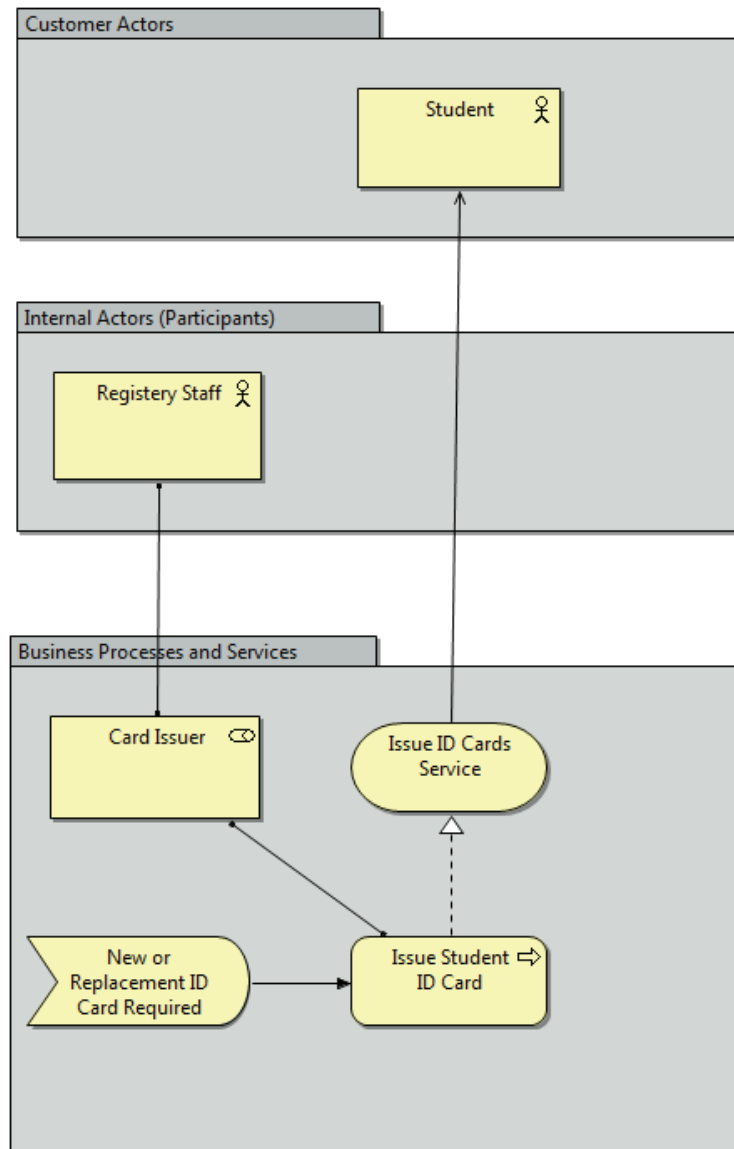 Customer Actors
Student
Internal Actors (Participants)
Registery Staff
Business Processes and Services
Card Issuer
Issue ID Cards
Service
New or
Replacement ID
Card Required
Issue Student
ID Card